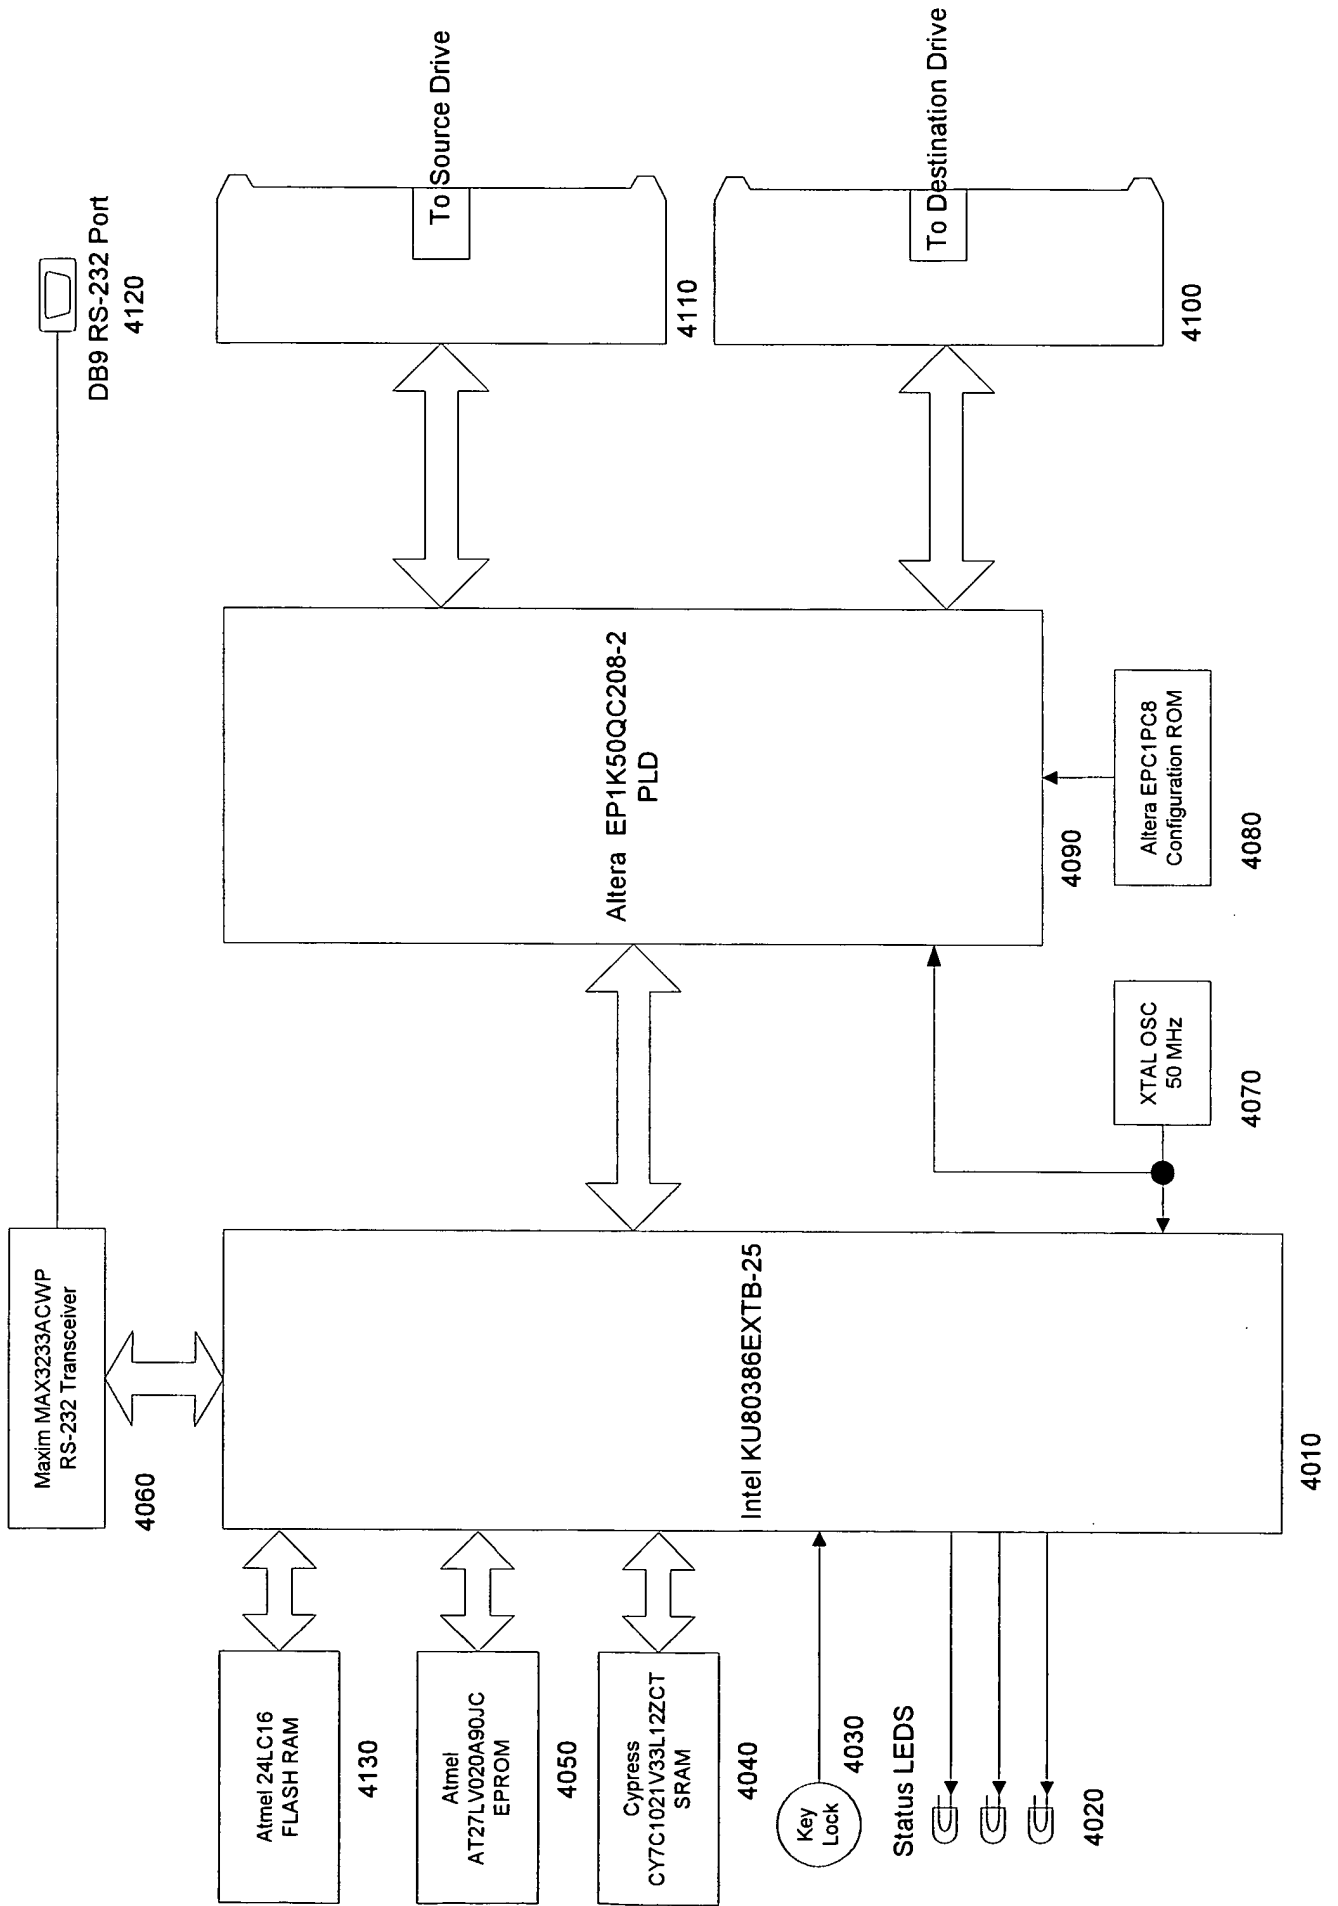 Maxim MAX3233ACWP
RS-232 Transceiver
4060
DB9 RS-232 Port
4120
Atmel 24LC16
FLASH RAM
4130
Atmel
AT27LV020A90JC
EPROM
4050
Cypress
CY7C1021V33L12ZCT
SRAM
4040
Key
Lock
4030
Status LEDS
4020
Intel KU80386EXTB-25
4010
XTAL OSC
50 MHz
4070
Altera EP1K50QC208-2
PLD
4090
Altera EPC1PC8
Configuration ROM
4080
To Source Drive
4110
To Destination Drive
4100